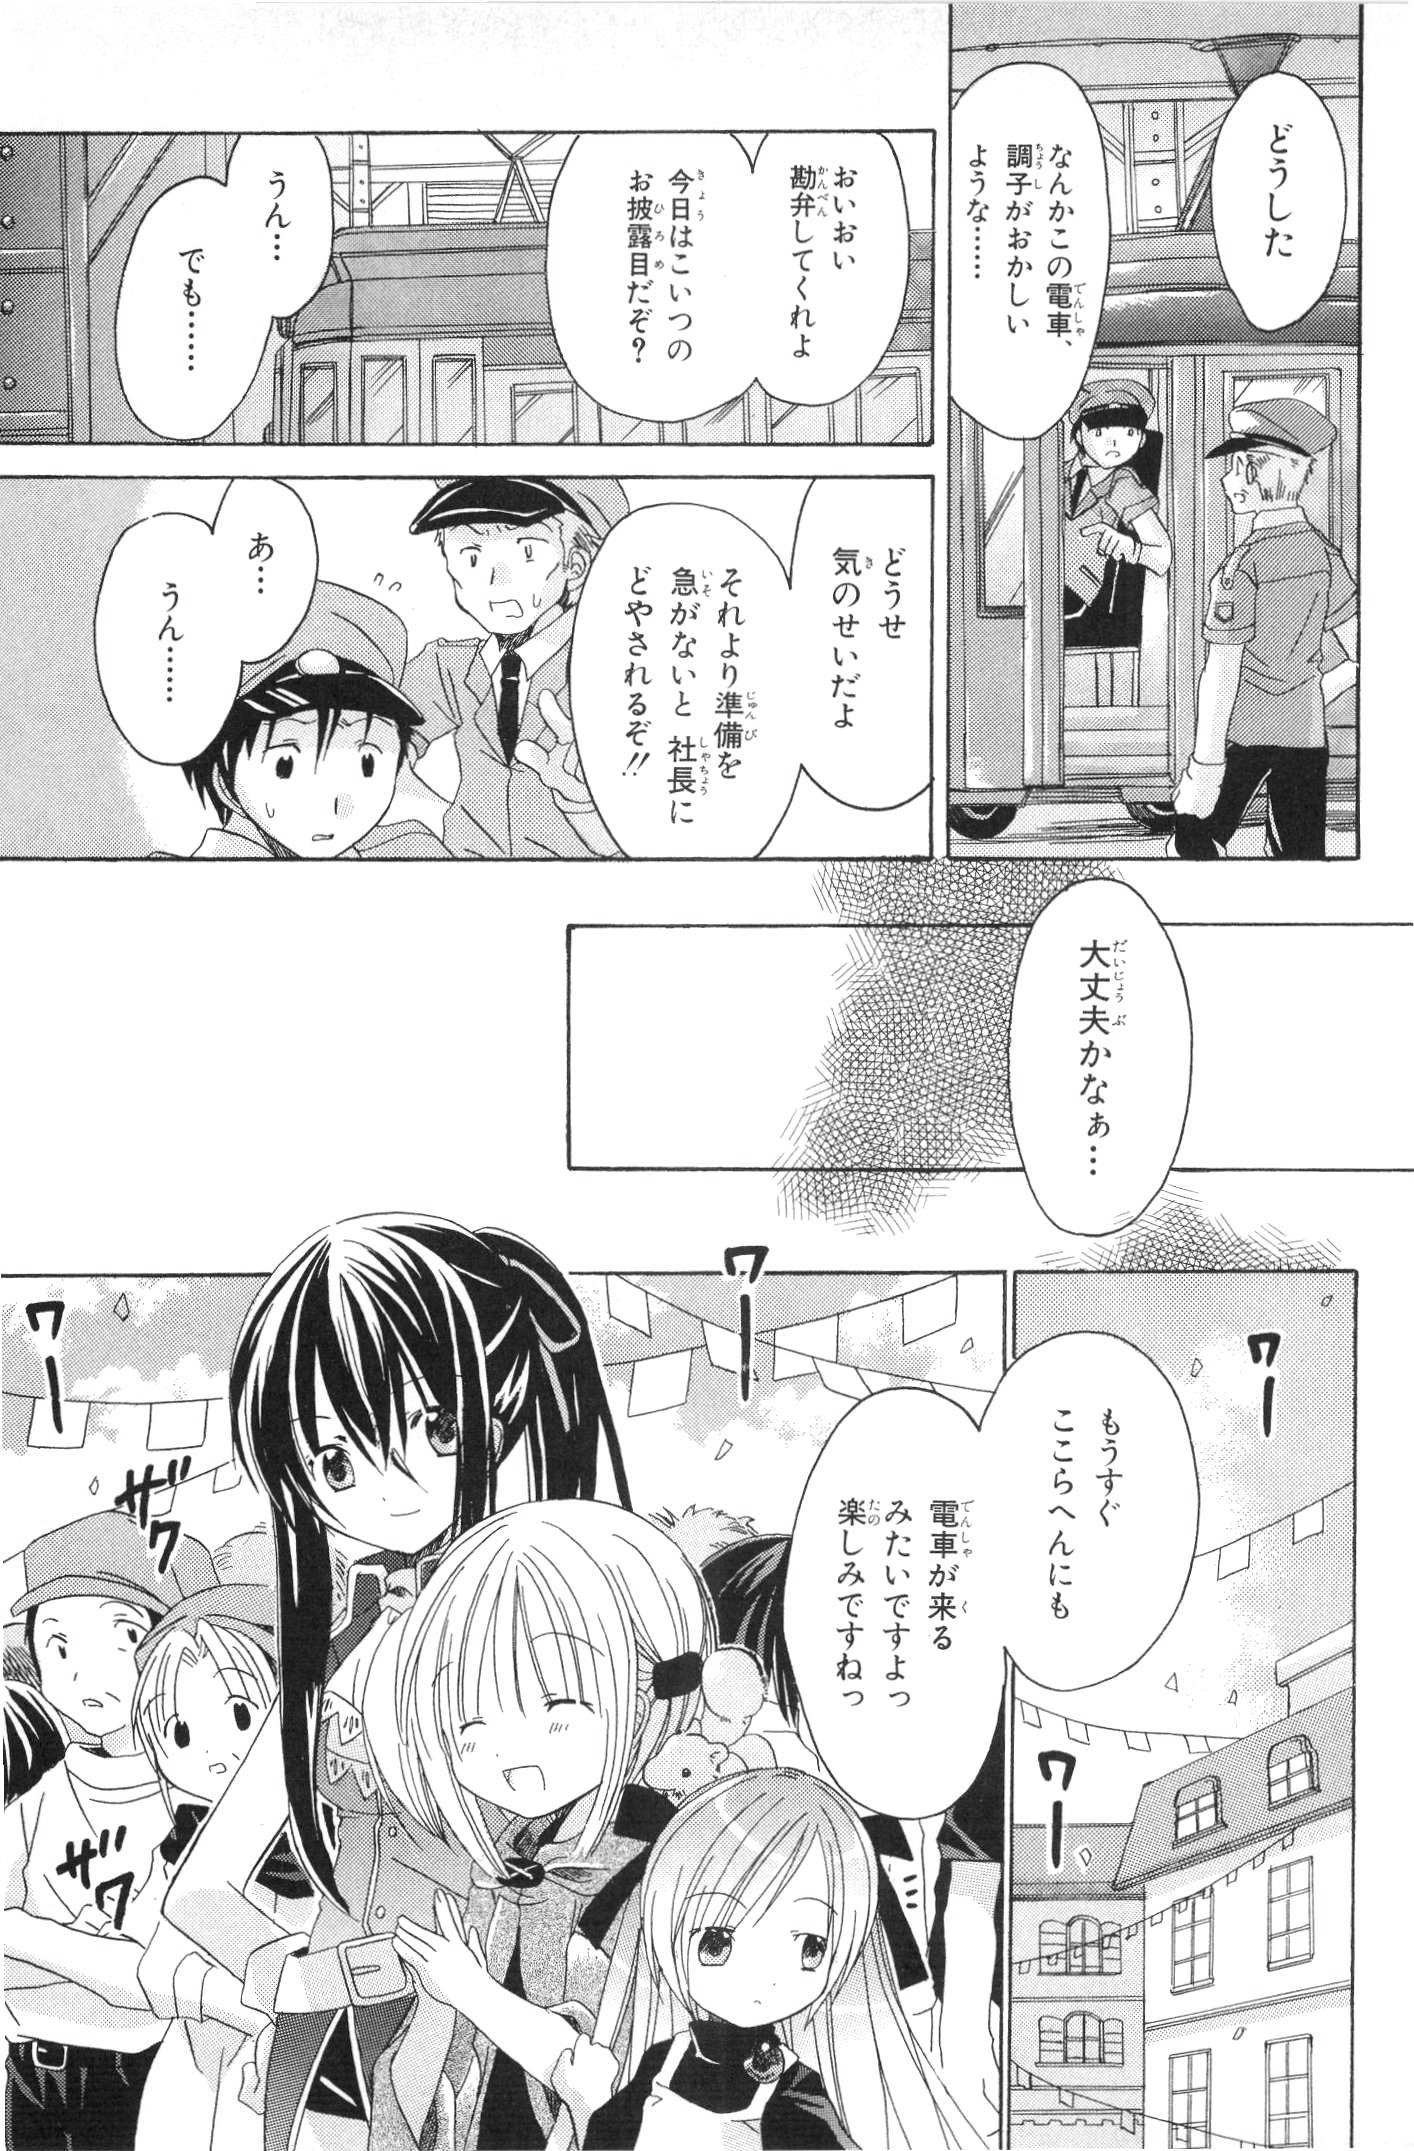 どうした
なんかこの電車、
調子がおかしい
ような……
おいおい
勘弁してくれよ
今日はこいつの
お披露目だぞ?
うん…
でも……
どうせ
気のせいだよ
それより準備を
急がないと社長に
どやされるぞ!!
あ…
うん……
大丈夫かなぁ…
ワー
もうすぐ
ここらへんにも
電車が来る
みたいですよっ
楽しみですねっ
ワー
ワー
ワー
ザワ
ザワ